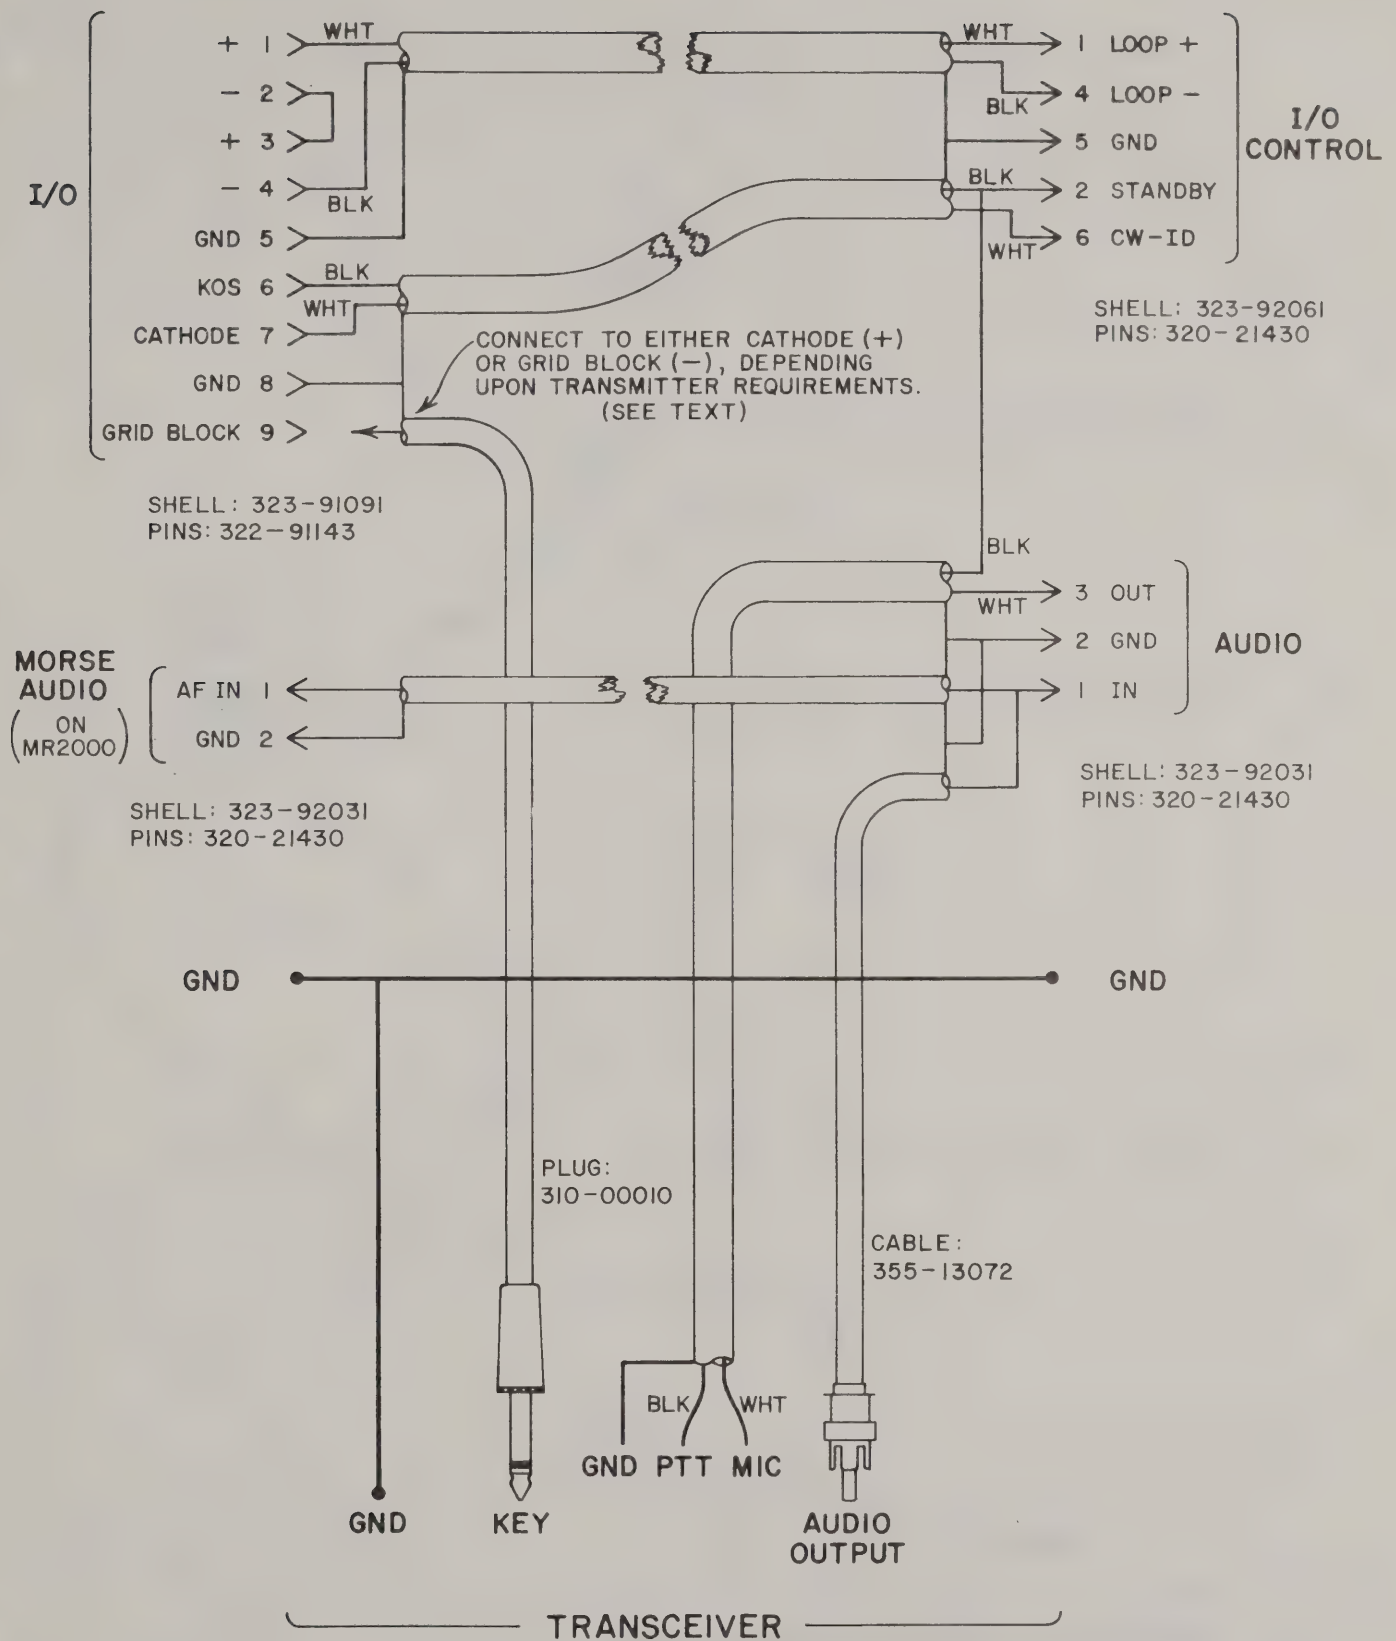 + 1
WHT
- 2
+ 3
- 4
BLK
GND 5
KOS 6
BLK
WHT
CATHODE 7
GND 8
GRID BLOCK 9
I/O
SHELL: 323-91091
PINS: 322-91143
CONNECT TO EITHER CATHODE (+)
OR GRID BLOCK (-), DEPENDING
UPON TRANSMITTER REQUIREMENTS.
(SEE TEXT)
WHT
1 LOOP +
BLK
4 LOOP -
5 GND
BLK
2 STANDBY
WHT
6 CW-ID
I/O
CONTROL
SHELL: 323-92061
PINS: 320-21430
BLK
WHT
3 OUT
2 GND
1 IN
AUDIO
SHELL: 323-92031
PINS: 320-21430
MORSE
AUDIO
(ON
MR2000)
AF IN 1
GND 2
SHELL: 323-92031
PINS: 320-21430
GND
GND
PLUG:
310-00010
CABLE:
355-13072
BLK
WHT
GND PTT MIC
GND
KEY
AUDIO
OUTPUT
TRANSCEIVER